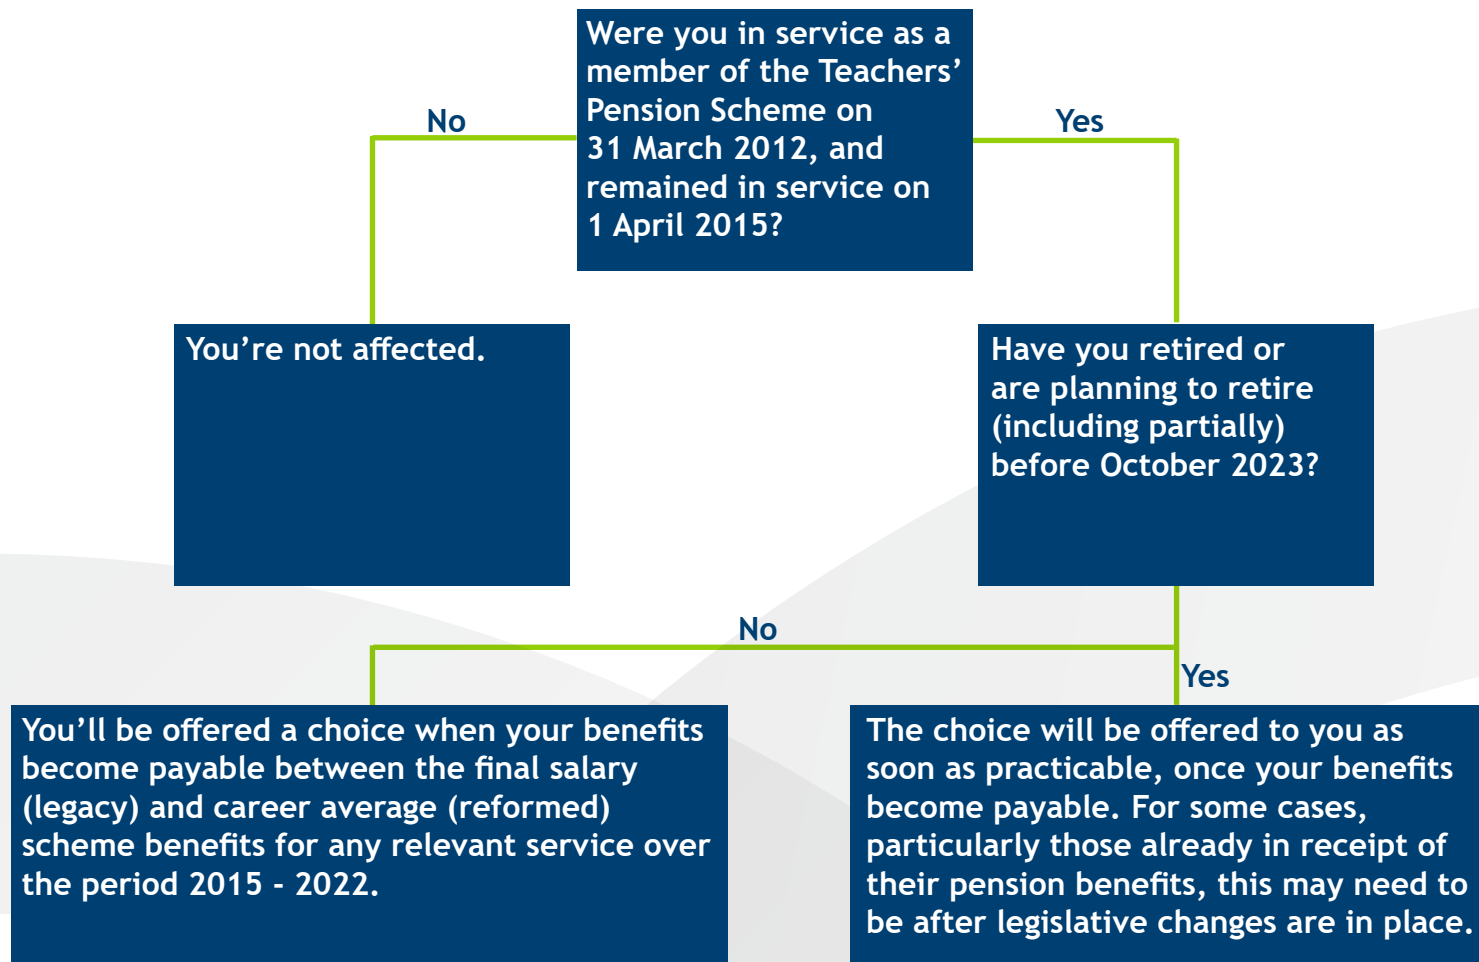 Were you in service as a
member of the Teachers’
Pension Scheme on
31 March 2012, and
remained in service on
1 April 2015?
No
Yes
You’re not affected.
Have you retired or
are planning to retire
(including partially)
before October 2023?
No
Yes
You’ll be offered a choice when your benefits
become payable between the final salary
(legacy) and career average (reformed)
scheme benefits for any relevant service over
the period 2015 - 2022.
The choice will be offered to you as
soon as practicable, once your benefits
become payable. For some cases,
particularly those already in receipt of
their pension benefits, this may need to
be after legislative changes are in place.